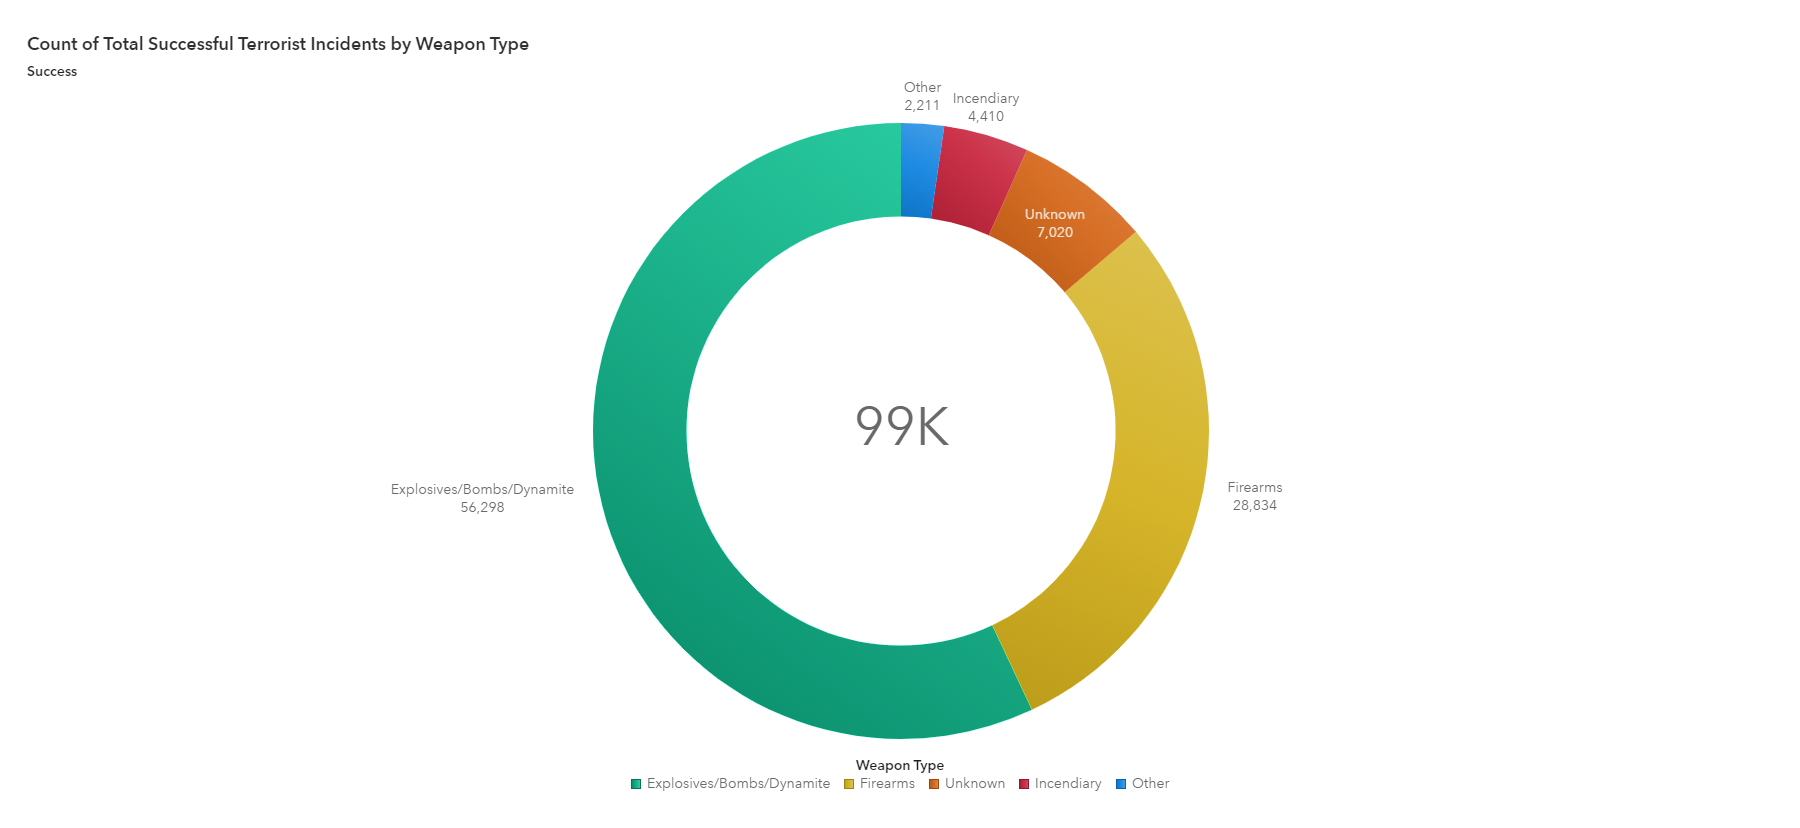 Count of Total Successful Terrorist Incidents by Weapon Type
Success
Other
2,211
Incendiary
4,410
Unknown
7,020
99K
Explosives/Bombs/Dynamite
56,298
Firearms
28,834
Weapon Type
Explosives/Bombs/Dynamite Firearms Unknown Incendiary Other